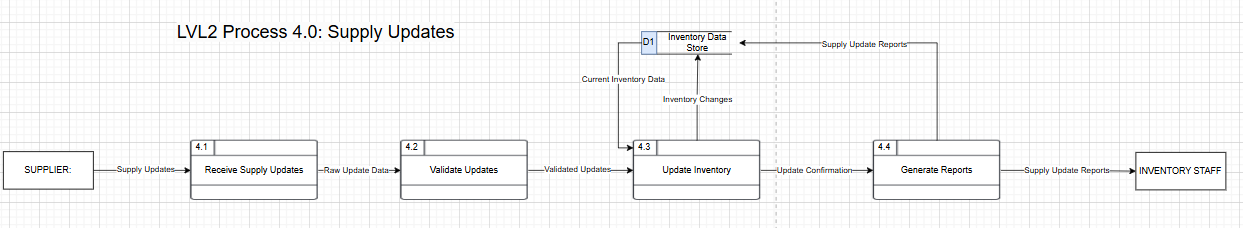 LVL2 Process 4.0: Supply Updates
D1
Inventory Data
Store
Supply Update Reports
Current Inventory Data
Inventory Changes
4.1
4.2
4.3
4.4
SUPPLIER:
Supply Updates
Receive Supply Updates
Raw Update Data
Validate Updates
Validated Updates
Update Inventory
Update Confirmation
Generate Reports
Supply Update Reports
INVENTORY STAFF